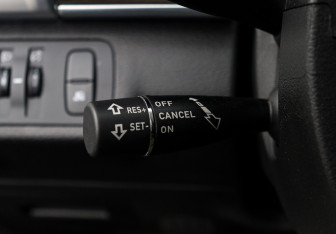 RES+ OFF
CANCEL
SET- ON